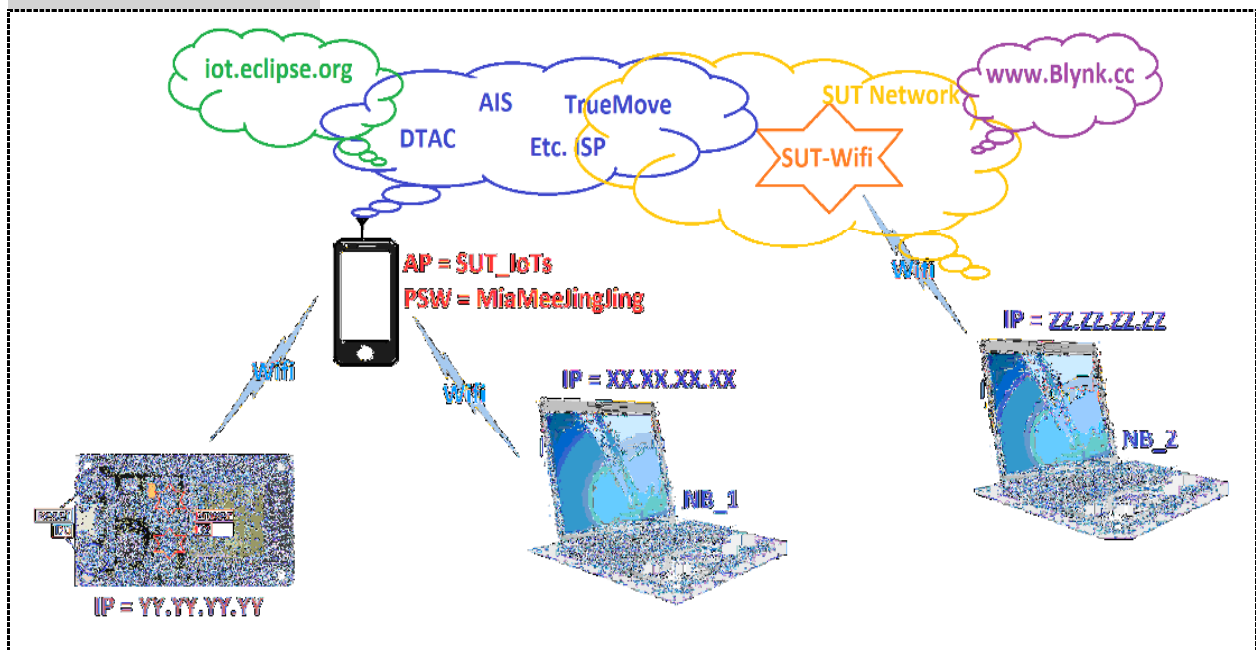 iot.eclipse.org
www.Blynk.cc
AIS
TrueMove
SUT Network
DTAC
Etc. ISP
SUT-Wifi
AP = SUT_IoTs
PSW = MiaMeeJingJing
Wifi
IP = ZZ.ZZ.ZZ.ZZ
Wifi
Wifi
IP = XX.XX.XX.XX
NB_2
NB_1
IP = YY.YY.YY.YY